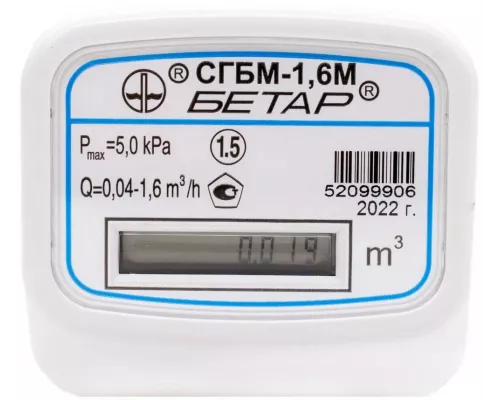 ® СГБМ-1,6М
БЕТАР®
Pmax=5,0 kPa
1.5
Q=0,04-1,6 m³/h
52099906
2022 г.
0.019
m³